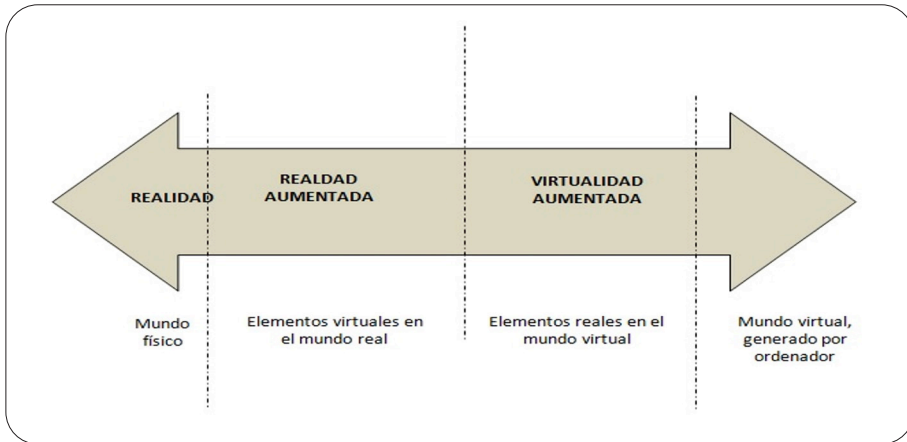 REALIDAD
REALDAD
AUMENTADA
VIRTUALIDAD
AUMENTADA
Mundo
físico
Elementos virtuales en
el mundo real
Elementos reales en el
mundo virtual
Mundo virtual,
generado por
ordenador